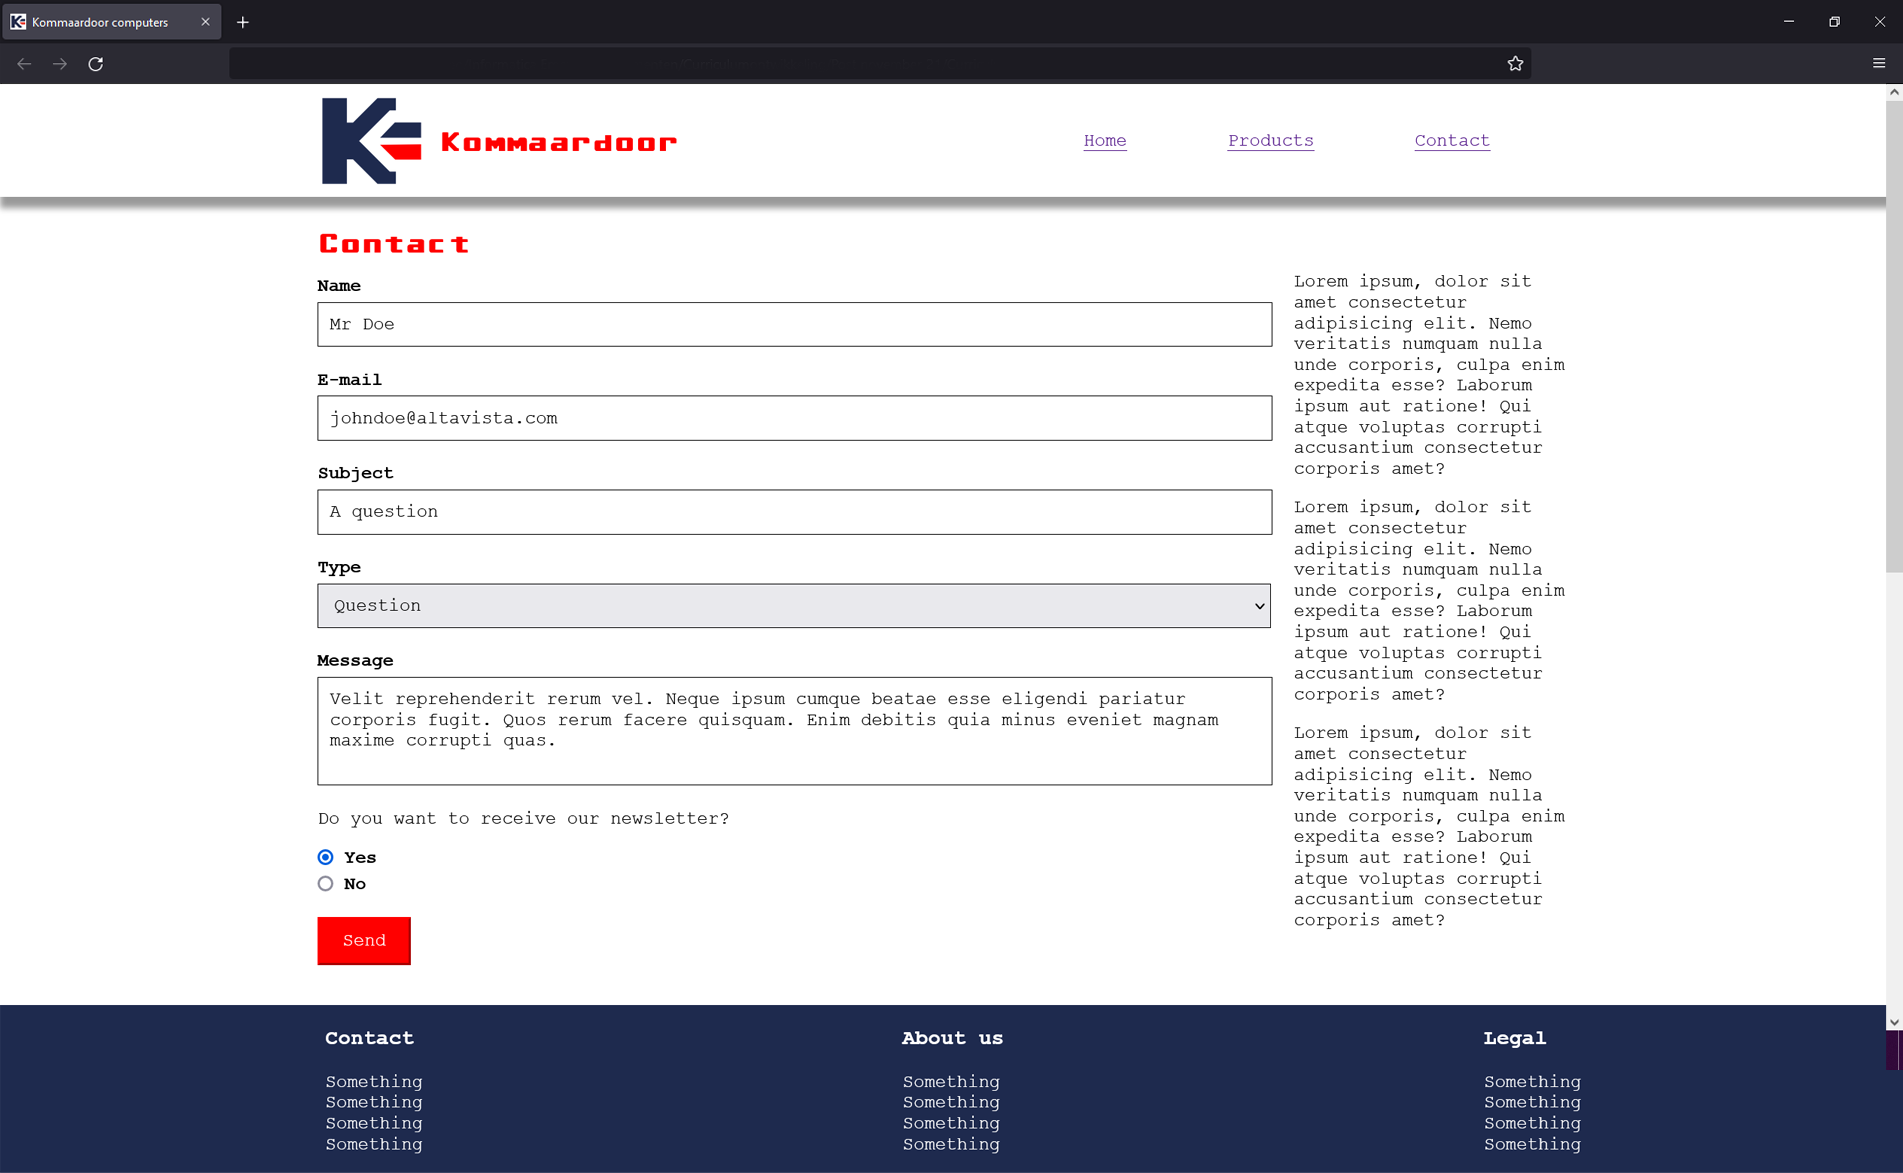 Kommaardoor computers
Kommaardoor
Home
Products
Contact
Contact
Name
Mr Doe
E-mail
johndoe@altavista.com
Subject
A question
Type
Question
Message
Velit reprehenderit rerum vel. Neque ipsum cumque beatae esse eligendi pariatur
corporis fugit. Quos rerum facere quisquam. Enim debitis quia minus eveniet magnam
maxime corrupti quas.
Do you want to receive our newsletter?
Yes
No
Send
Lorem ipsum, dolor sit
amet consectetur
adipisicing elit. Nemo
veritatis numquam nulla
unde corporis, culpa enim
expedita esse? Laborum
ipsum aut ratione! Qui
atque voluptas corrupti
accusantium consectetur
corporis amet?
Lorem ipsum, dolor sit
amet consectetur
adipisicing elit. Nemo
veritatis numquam nulla
unde corporis, culpa enim
expedita esse? Laborum
ipsum aut ratione! Qui
atque voluptas corrupti
accusantium consectetur
corporis amet?
Lorem ipsum, dolor sit
amet consectetur
adipisicing elit. Nemo
veritatis numquam nulla
unde corporis, culpa enim
expedita esse? Laborum
ipsum aut ratione! Qui
atque voluptas corrupti
accusantium consectetur
corporis amet?
Contact
Something
Something
Something
Something
About us
Something
Something
Something
Something
Legal
Something
Something
Something
Something